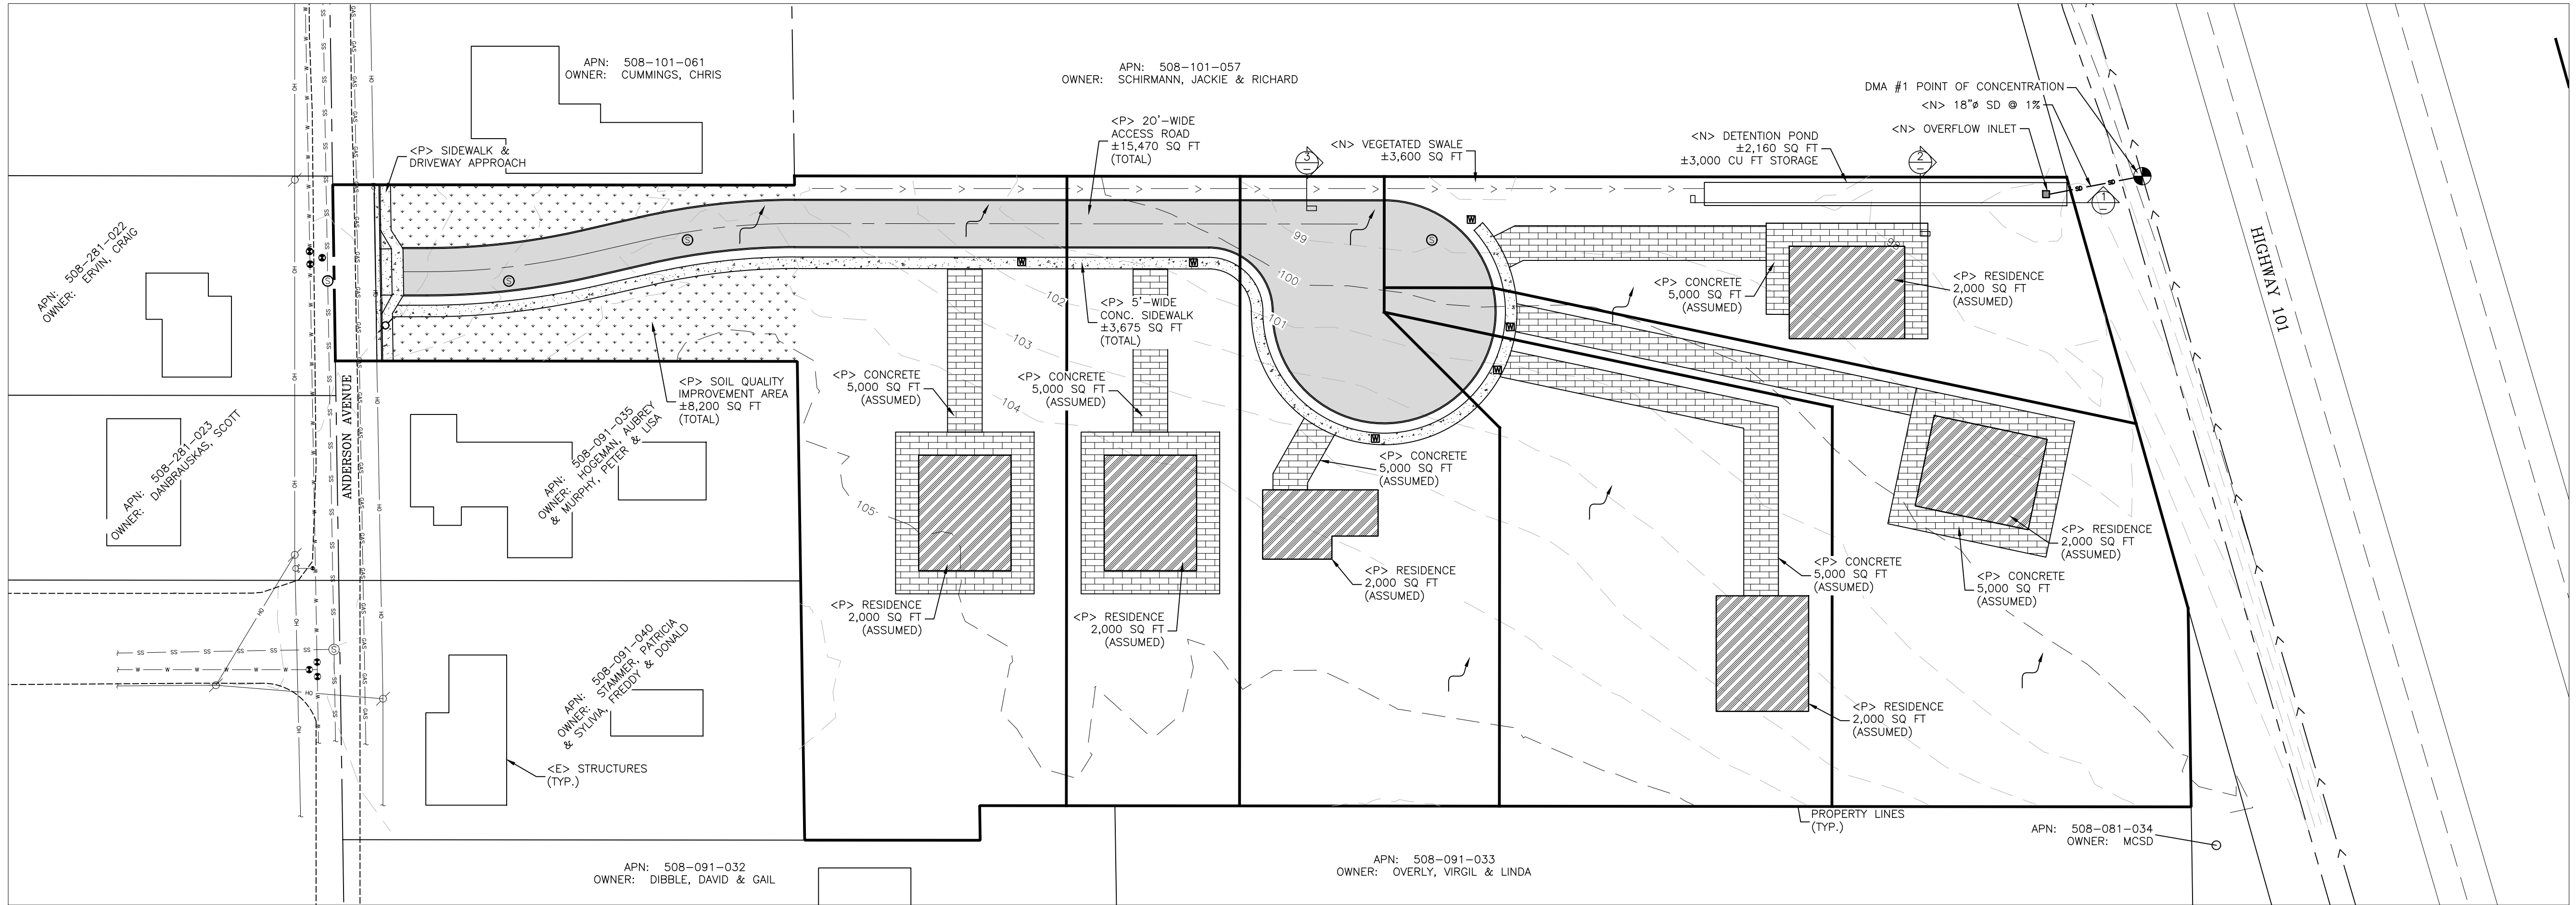 APN: 508-101-061
OWNER: CUMMINGS, CHRIS
APN: 508-101-057
OWNER: SCHIRMANN, JACKIE & RICHARD
DMA #1 POINT OF CONCENTRATION
<N> 18"ø SD @ 1%
<N> OVERFLOW INLET
<P> 20'-WIDE
ACCESS ROAD
±15,470 SQ FT
(TOTAL)
<N> VEGETATED SWALE
±3,600 SQ FT
<N> DETENTION POND
±2,160 SQ FT
±3,000 CU FT STORAGE
<P> SIDEWALK &
DRIVEWAY APPROACH
3
2
1
SD
SD
APN: 508-281-022
OWNER: ERVIN, CRAIG
HIGHWAY 101
99
98
100
101
102
103
104
105
<P> CONCRETE
5,000 SQ FT
(ASSUMED)
<P> RESIDENCE
2,000 SQ FT
(ASSUMED)
<P> 5'-WIDE
CONC. SIDEWALK
±3,675 SQ FT
(TOTAL)
<P> SOIL QUALITY
IMPROVEMENT AREA
±8,200 SQ FT
(TOTAL)
<P> CONCRETE
5,000 SQ FT
(ASSUMED)
<P> CONCRETE
5,000 SQ FT
(ASSUMED)
ANDERSON AVENUE
APN: 508-281-023
OWNER: DANBRAUSKAS, SCOTT
APN: 508-091-035
OWNER: HOGEMAN, AUBREY
& MURPHY, PETER & LISA
<P> CONCRETE
5,000 SQ FT
(ASSUMED)
<P> RESIDENCE
2,000 SQ FT
(ASSUMED)
<P> RESIDENCE
2,000 SQ FT
(ASSUMED)
<P> RESIDENCE
2,000 SQ FT
(ASSUMED)
<P> CONCRETE
5,000 SQ FT
(ASSUMED)
<P> CONCRETE
5,000 SQ FT
(ASSUMED)
<P> RESIDENCE
2,000 SQ FT
(ASSUMED)
<P> RESIDENCE
2,000 SQ FT
(ASSUMED)
APN: 508-091-040
OWNER: STAMMER, PATRICIA
& SYLIVIA, FREDDY & DONALD
<E> STRUCTURES
(TYP.)
PROPERTY LINES
(TYP.)
APN: 508-081-034
OWNER: MCSD
APN: 508-091-032
OWNER: DIBBLE, DAVID & GAIL
APN: 508-091-033
OWNER: OVERLY, VIRGIL & LINDA